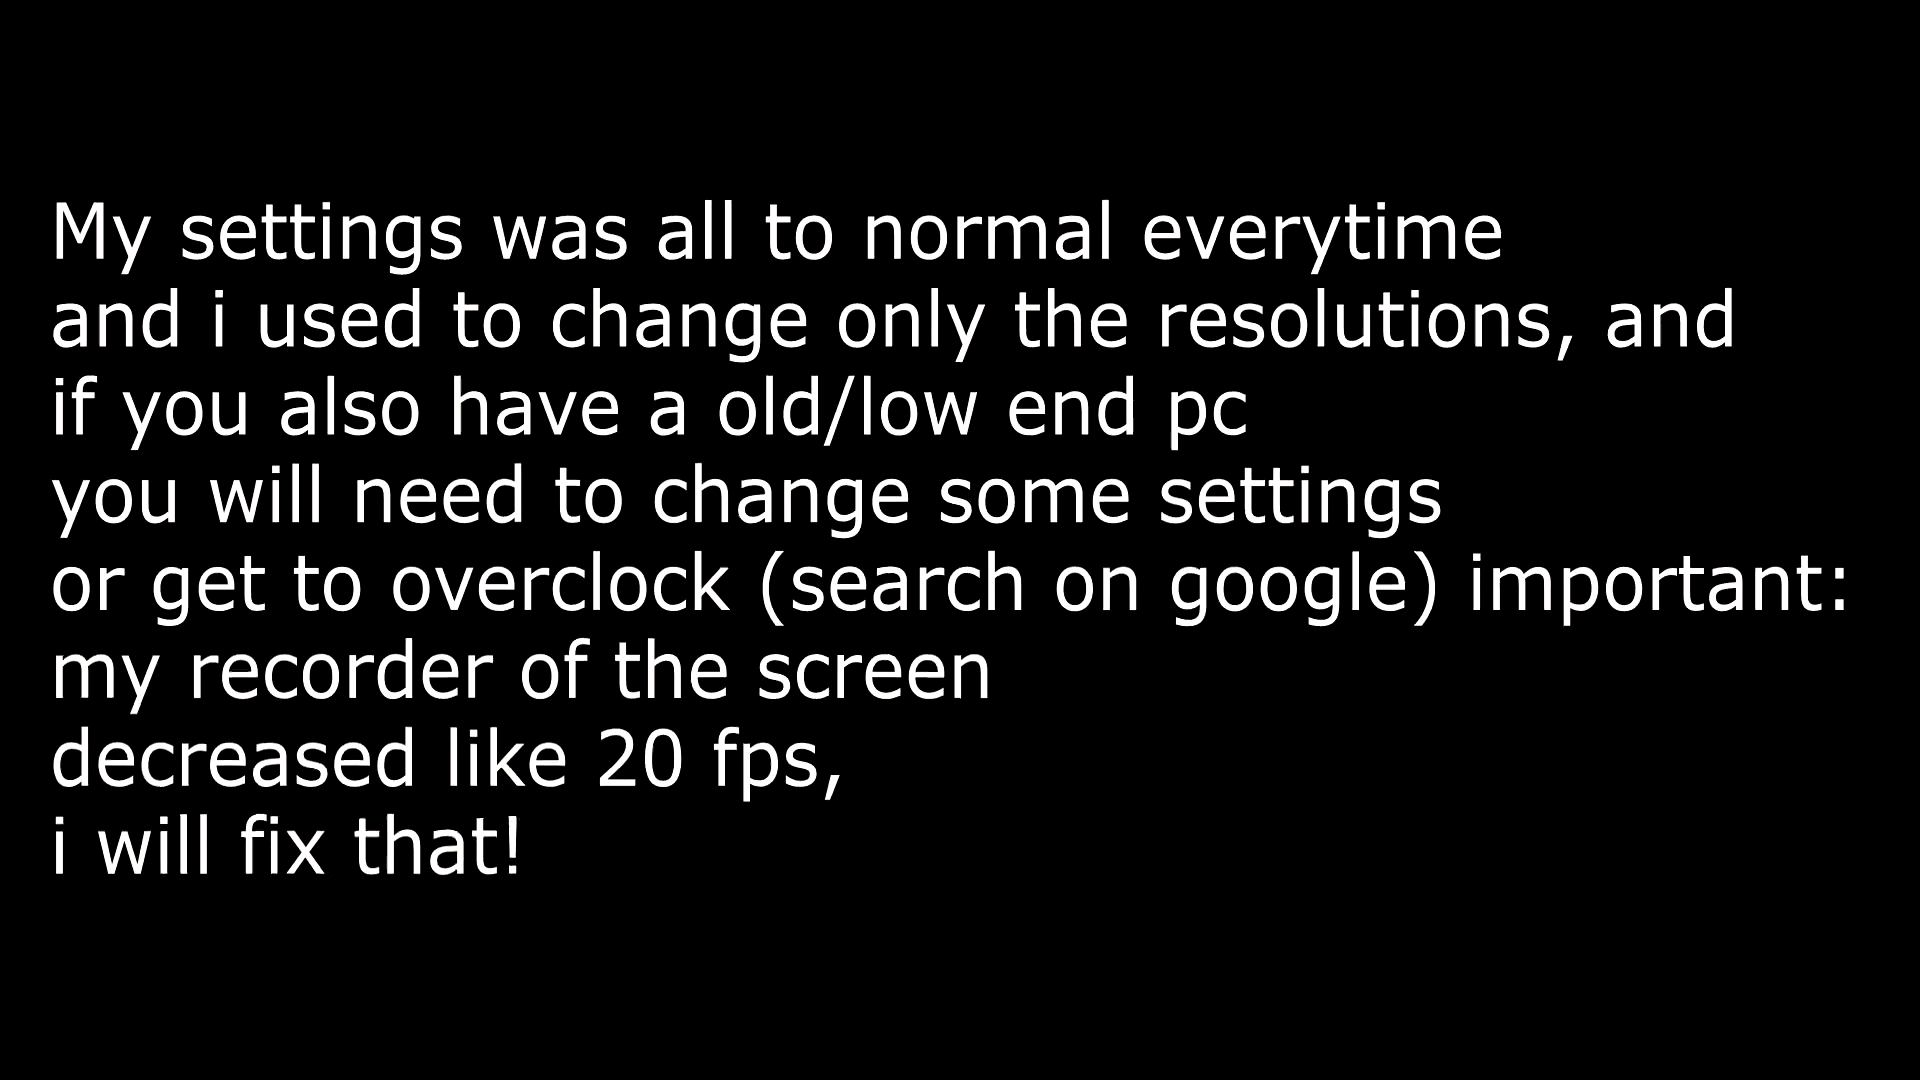 My settings was all to normal everytime
and i used to change only the resolutions, and
if you also have a old/low end pc
you will need to change some settings
or get to overclock (search on google) important:
my recorder of the screen
decreased like 20 fps,
i will fix that!